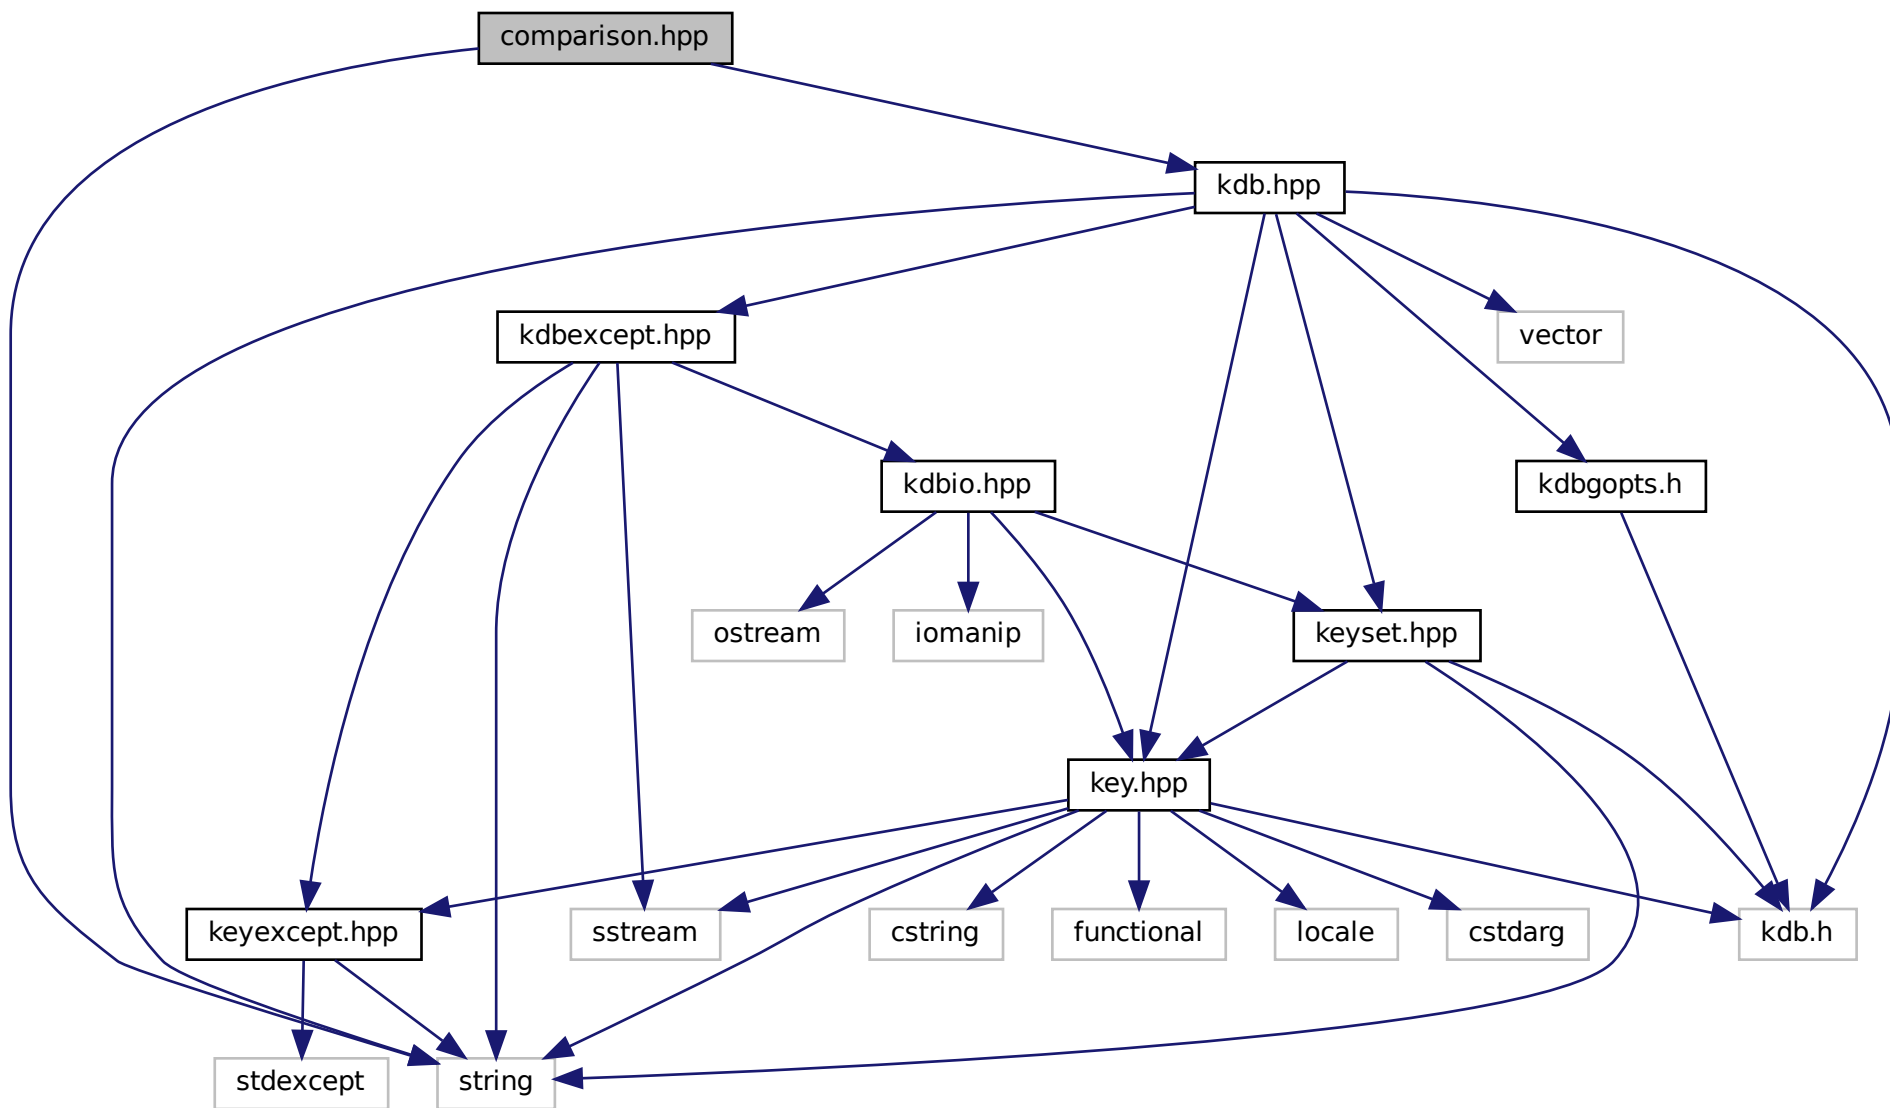 comparison.hpp
kdb.hpp
kdbexcept.hpp
vector
kdbio.hpp
kdbgopts.h
ostream
iomanip
keyset.hpp
key.hpp
keyexcept.hpp
sstream
cstring
functional
locale
cstdarg
kdb.h
stdexcept
string